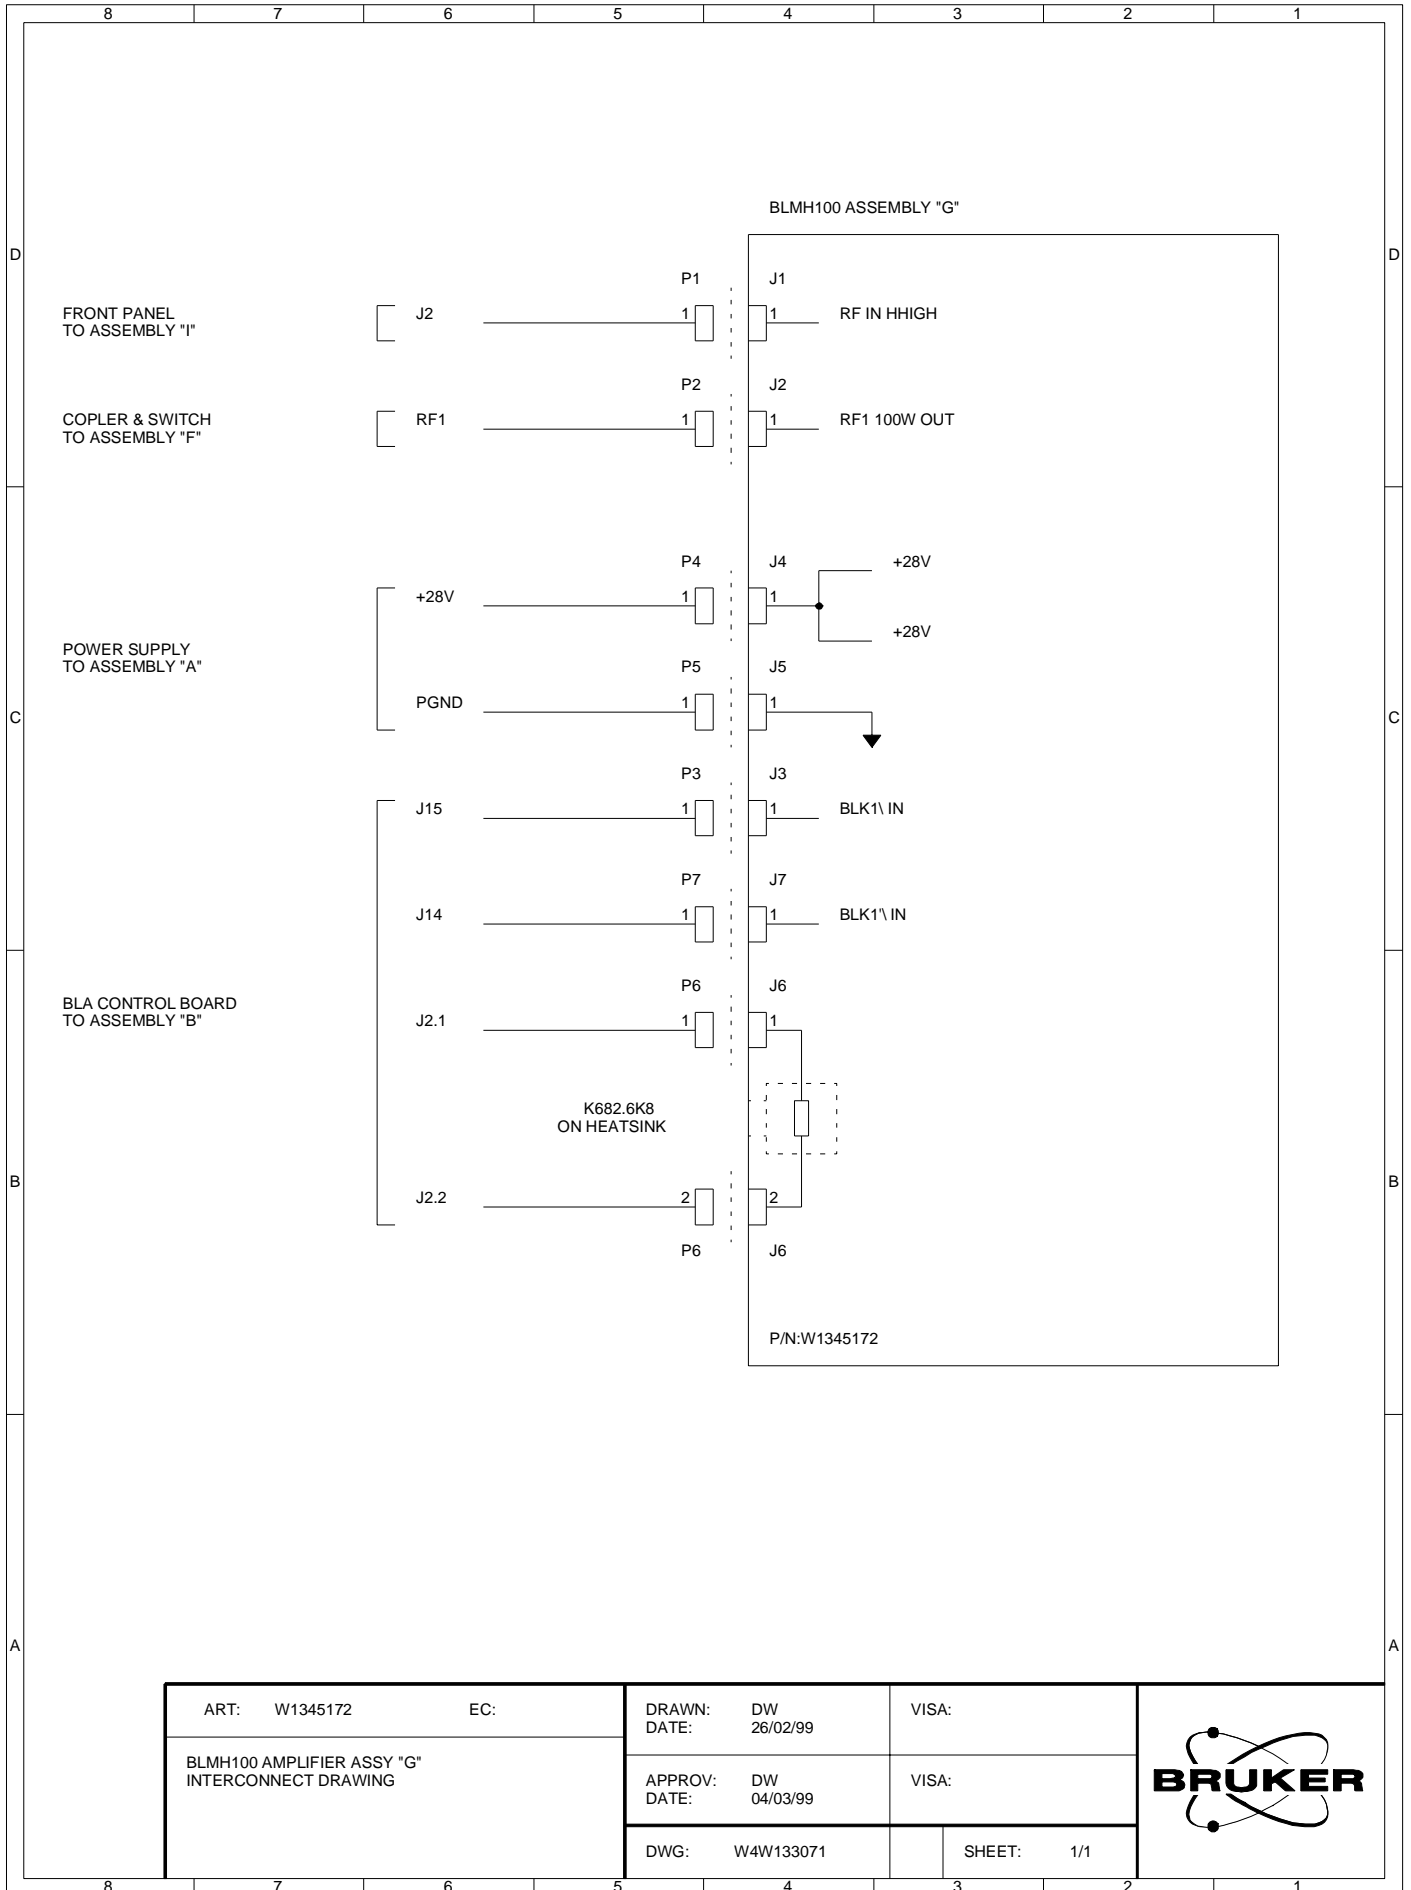 8 7 6 5 4 3 2 1
BLMH100 ASSEMBLY "G"
D D
P1 J1
FRONT PANEL
TO ASSEMBLY "I"
J2 1 1 RF IN HHIGH
P2 J2
COPLER & SWITCH
TO ASSEMBLY "F"
RF1 1 1 RF1 100W OUT
P4 J4 +28V
+28V 1 1
+28V
POWER SUPPLY
TO ASSEMBLY "A"
P5 J5
PGND 1 1
C C
P3 J3
J15 1 1 BLK1\ IN
P7 J7
J14 1 1 BLK1'\ IN
P6 J6
BLA CONTROL BOARD
TO ASSEMBLY "B"
J2.1 1 1
K682.6K8
ON HEATSINK
B B
J2.2 2 2
P6 J6
P/N:W1345172
A A
ART: W1345172 EC:
BLMH100 AMPLIFIER ASSY "G"
INTERCONNECT DRAWING
DRAWN: DW VISA:
DATE: 26/02/99
APPROV: DW VISA:
DATE: 04/03/99
DWG: W4W133071 SHEET: 1/1
BRUKER
8 7 6 5 4 3 2 1